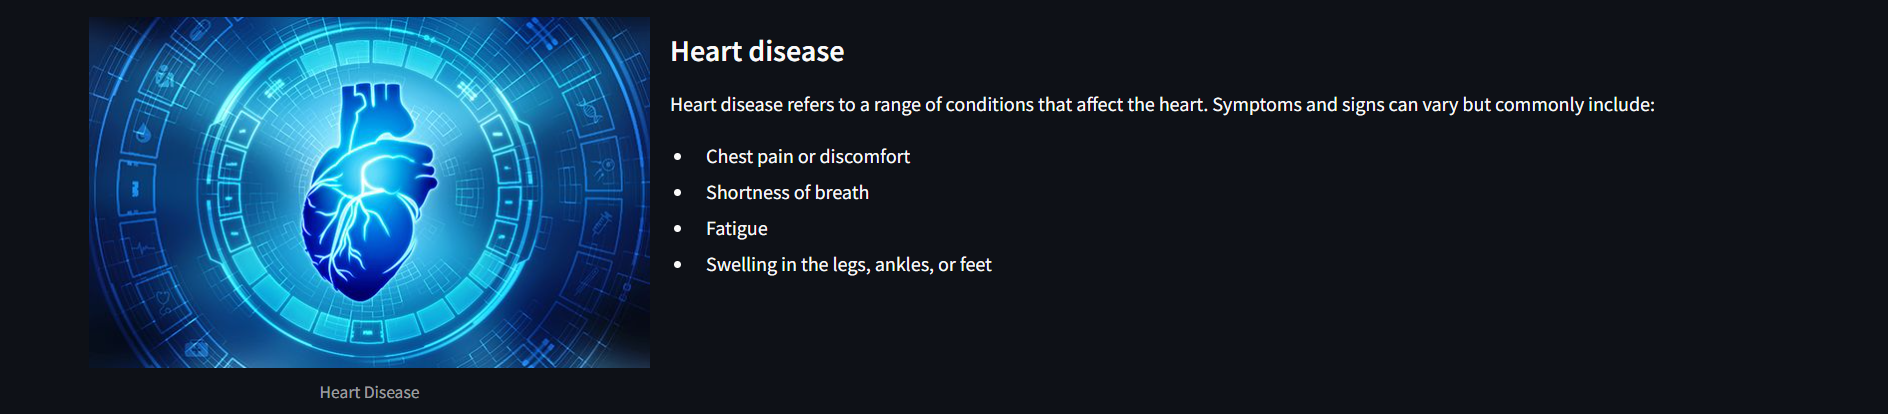 Heart disease
Heart disease refers to a range of conditions that affect the heart. Symptoms and signs can vary but commonly include:
• Chest pain or discomfort
• Shortness of breath
• Fatigue
• Swelling in the legs, ankles, or feet
Heart Disease